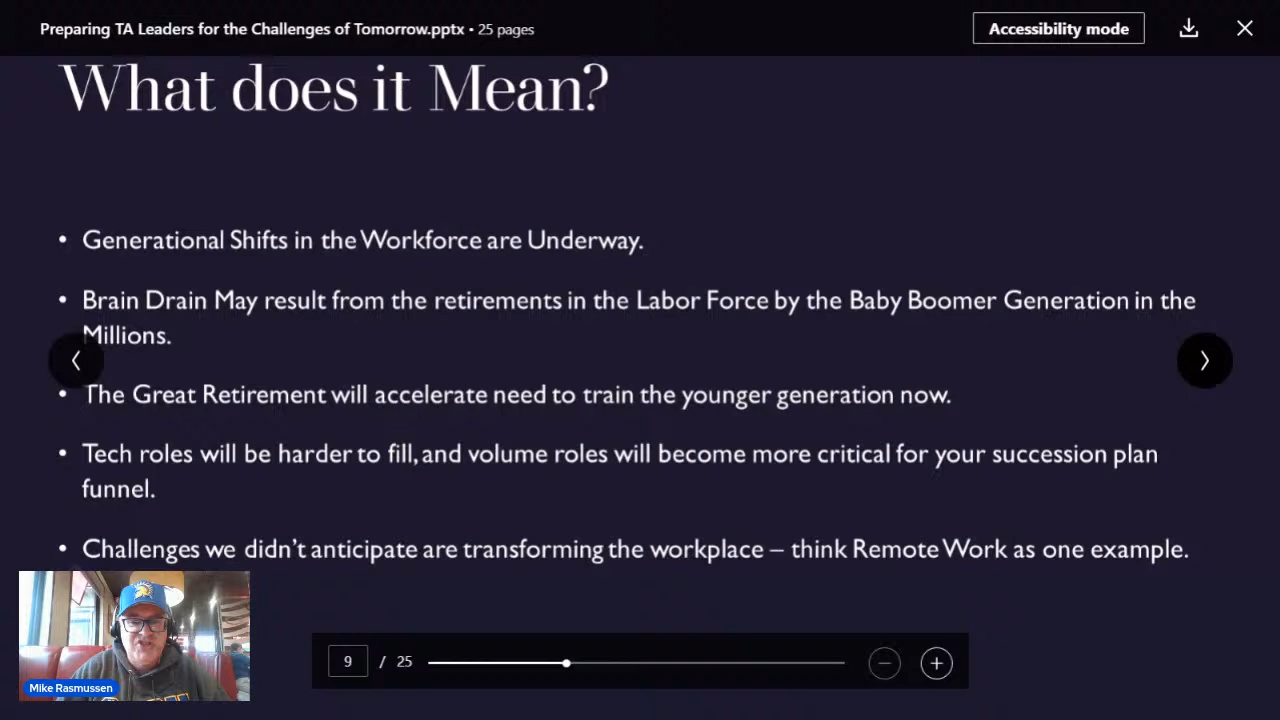 Preparing TA Leaders for the Challenges of Tomorrow.pptx • 25 pages
Accessibility mode
What does it Mean?
• Generational Shifts in the Workforce are Underway.
• Brain Drain May result from the retirements in the Labor Force by the Baby Boomer Generation in the
Millions.
• The Great Retirement will accelerate need to train the younger generation now.
• Tech roles will be harder to fill, and volume roles will become more critical for your succession plan
funnel.
• Challenges we didn't anticipate are transforming the workplace – think Remote Work as one example.
Mike Rasmussen
9 / 25